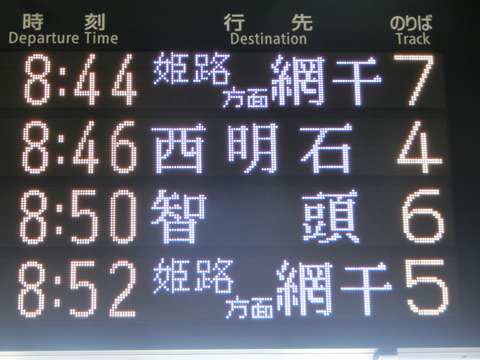 時刻 行先 のりば
Departure Time Destination Track
8:44 姫路方面 網干 7
8:46 西明石 4
8:50 智頭 6
8:52 姫路方面 網干 5